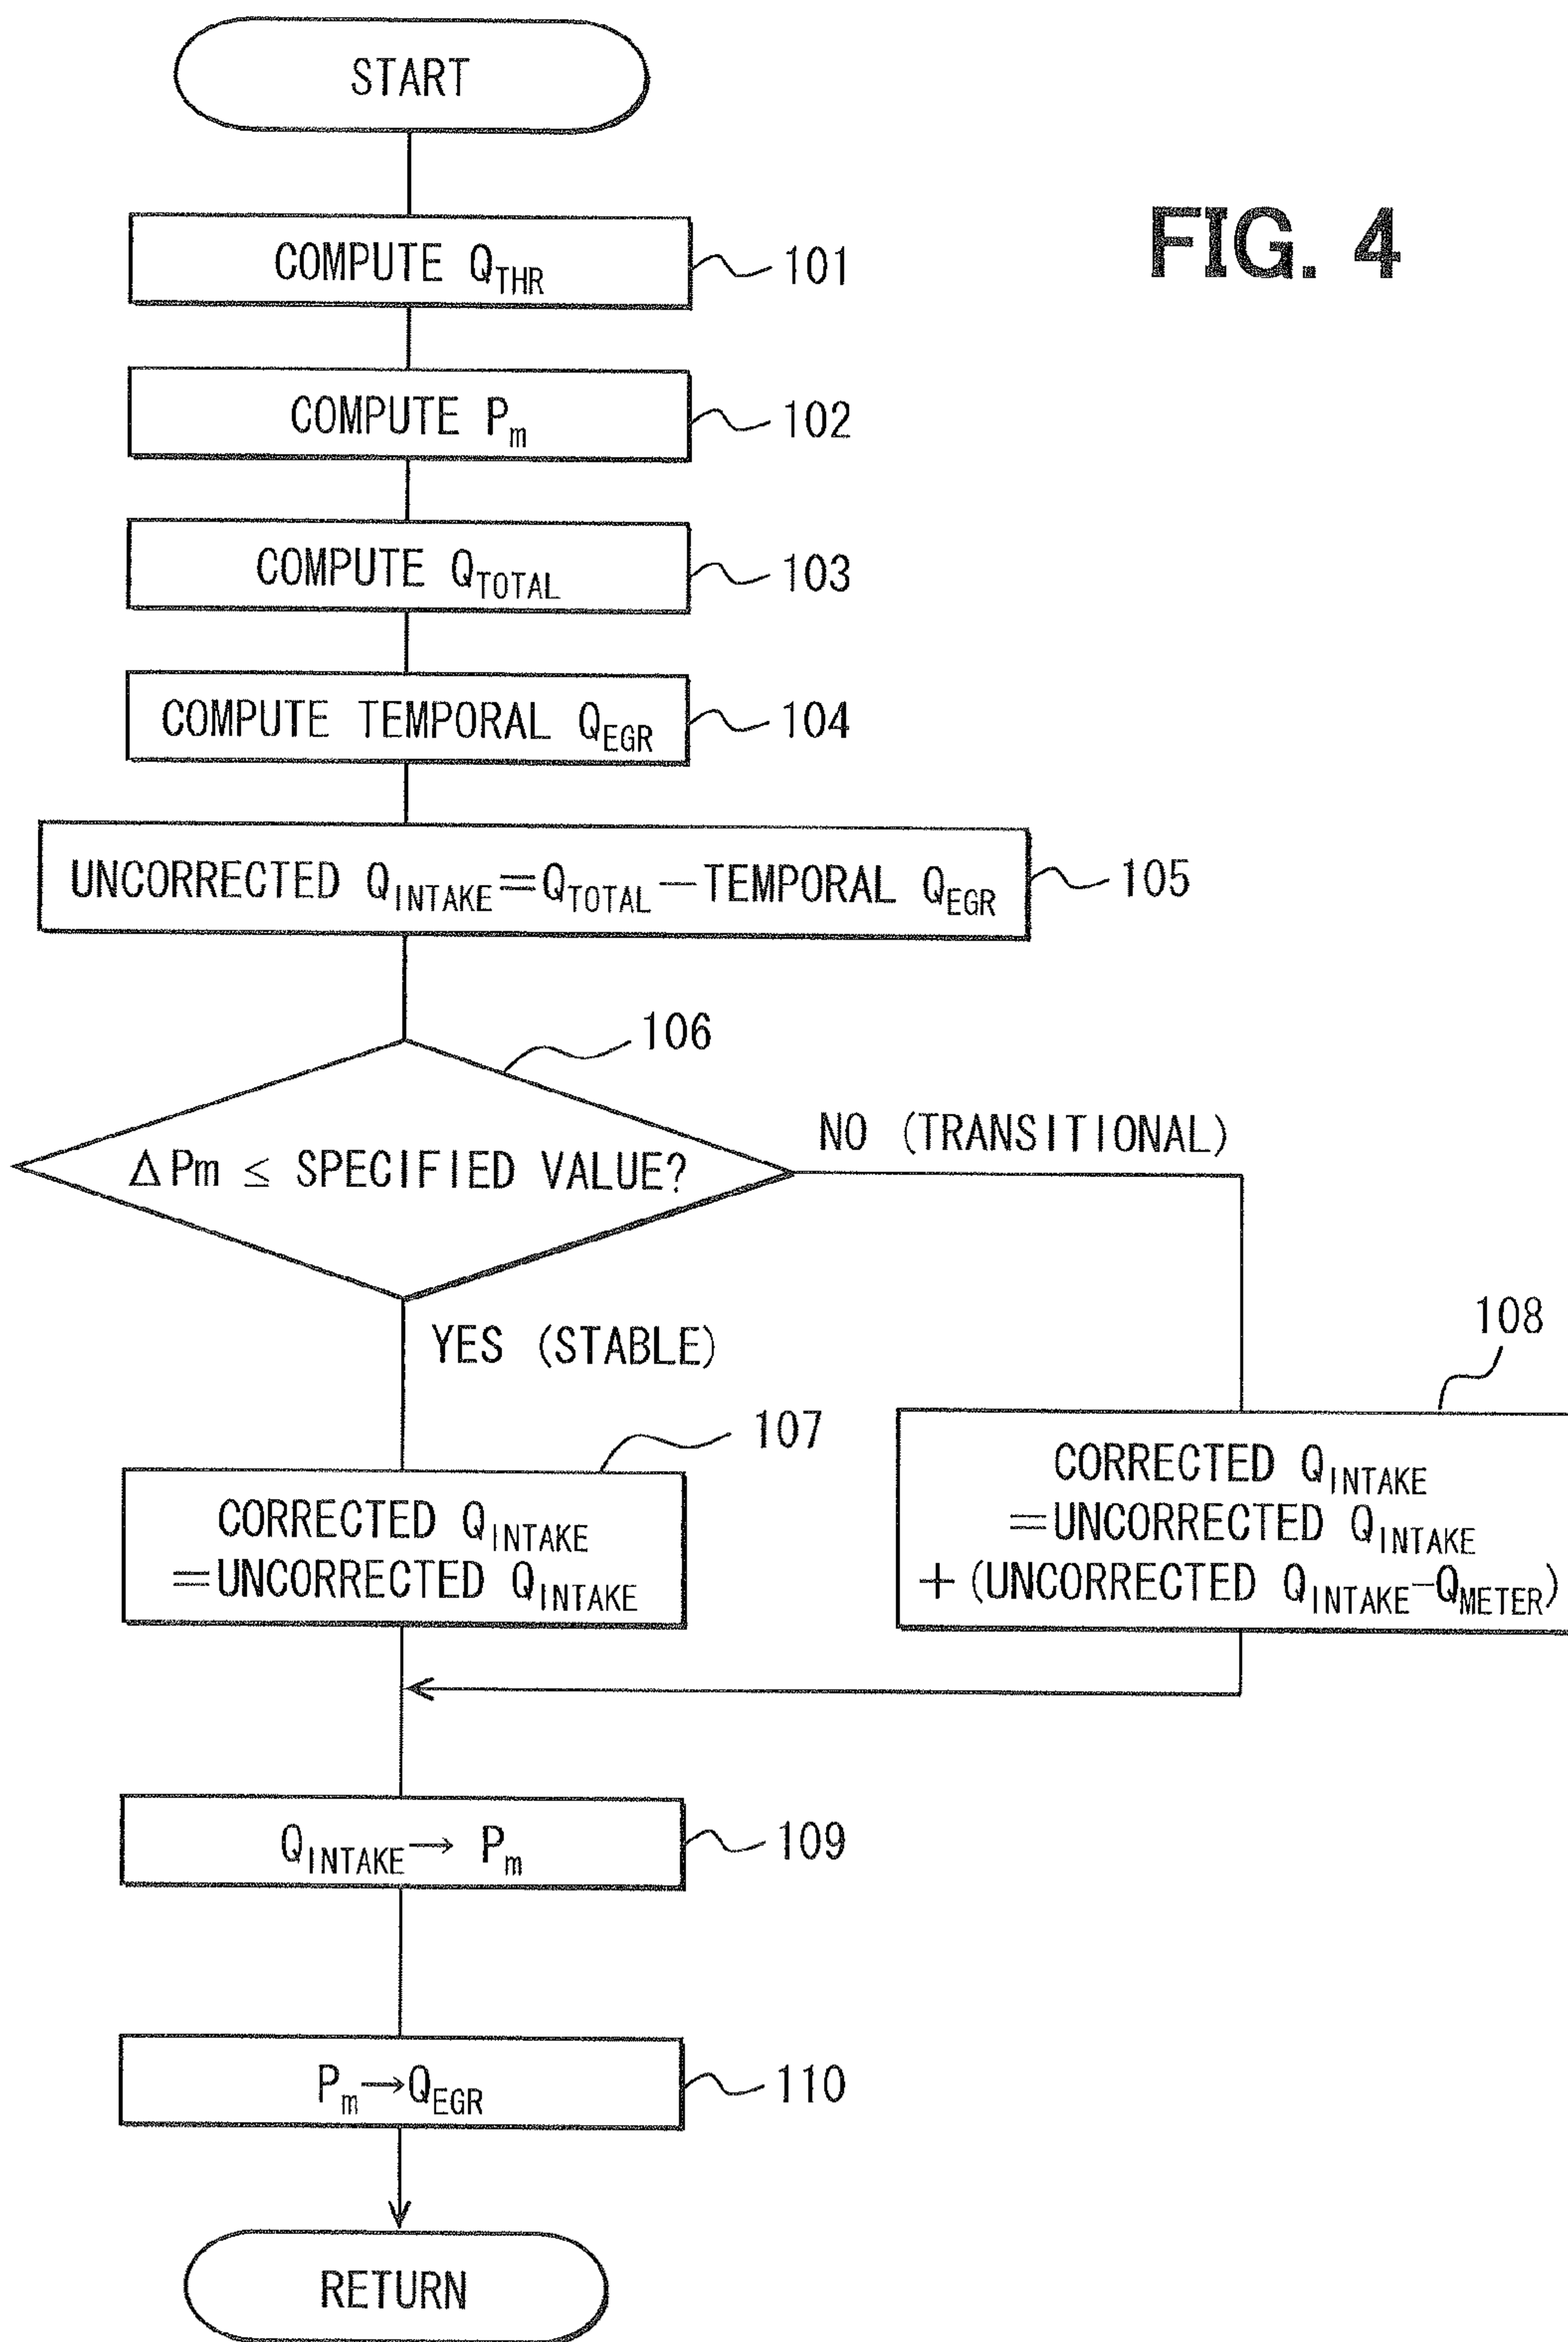 START
FIG. 4
COMPUTE Q_THR
101
COMPUTE P_m
102
COMPUTE Q_TOTAL
103
COMPUTE TEMPORAL Q_EGR
104
UNCORRECTED Q_INTAKE=Q_TOTAL−TEMPORAL Q_EGR
105
106
ΔPm ≤ SPECIFIED VALUE?
NO (TRANSITIONAL)
YES (STABLE)
107
CORRECTED Q_INTAKE
=UNCORRECTED Q_INTAKE
108
CORRECTED Q_INTAKE
=UNCORRECTED Q_INTAKE
+(UNCORRECTED Q_INTAKE−Q_METER)
Q_INTAKE→ P_m
109
P_m→Q_EGR
110
RETURN